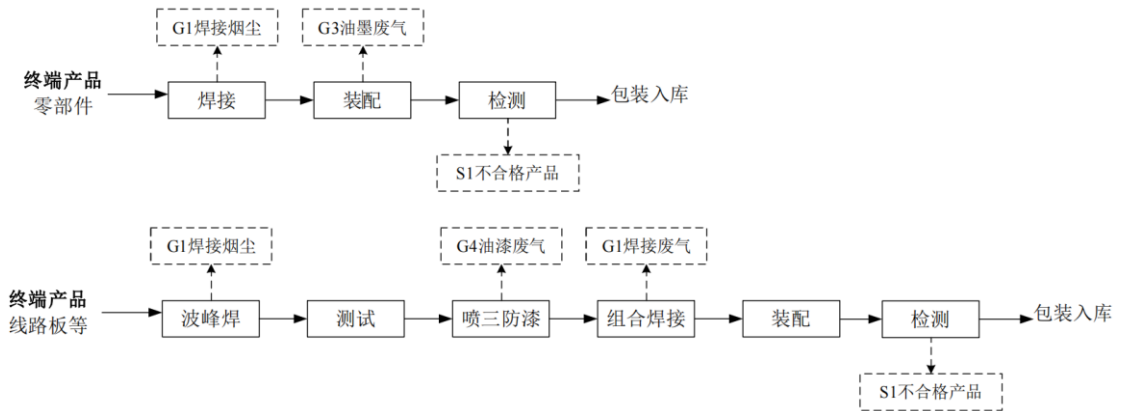 G1焊接烟尘
G3油墨废气
终端产品
零部件
焊接
装配
检测
包装入库
S1不合格产品
G1焊接烟尘
G4油漆废气
G1焊接废气
终端产品
线路板等
波峰焊
测试
喷三防漆
组合焊接
装配
检测
包装入库
S1不合格产品